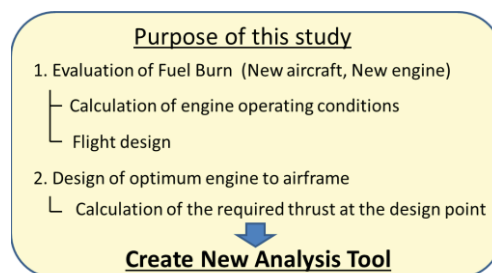 Purpose of this study
1. Evaluation of Fuel Burn (New aircraft, New engine)
Calculation of engine operating conditions
Flight design
2. Design of optimum engine to airframe
Calculation of the required thrust at the design point
Create New Analysis Tool